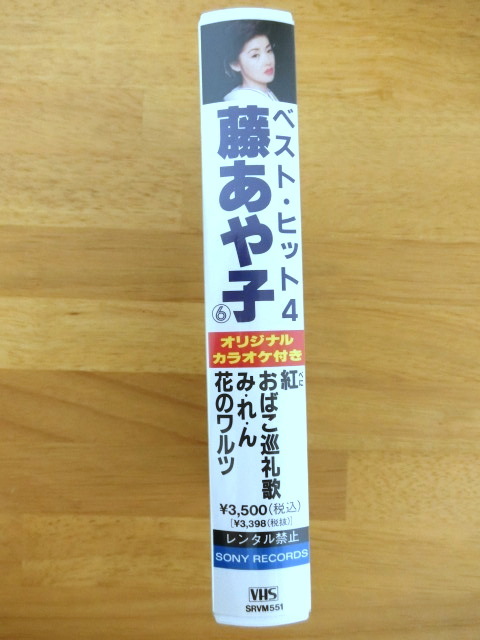 ベスト・ヒット4
藤あや子⑥
オリジナル
カラオケ付き
紅べに
おばこ巡礼歌
み・れ・ん
花のワルツ
¥3,500(税込)
[¥3,398(税抜)]
レンタル禁止
SONY RECORDS
VHS
SRVM551